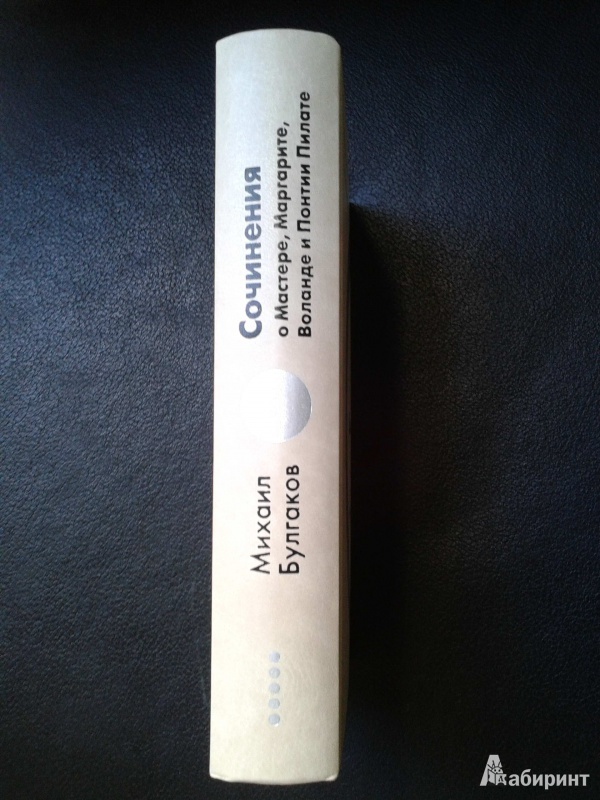 Михаил
Булгаков
Сочинения
о Мастере, Маргарите,
Воланде и Понтии Пилате
Лабиринт